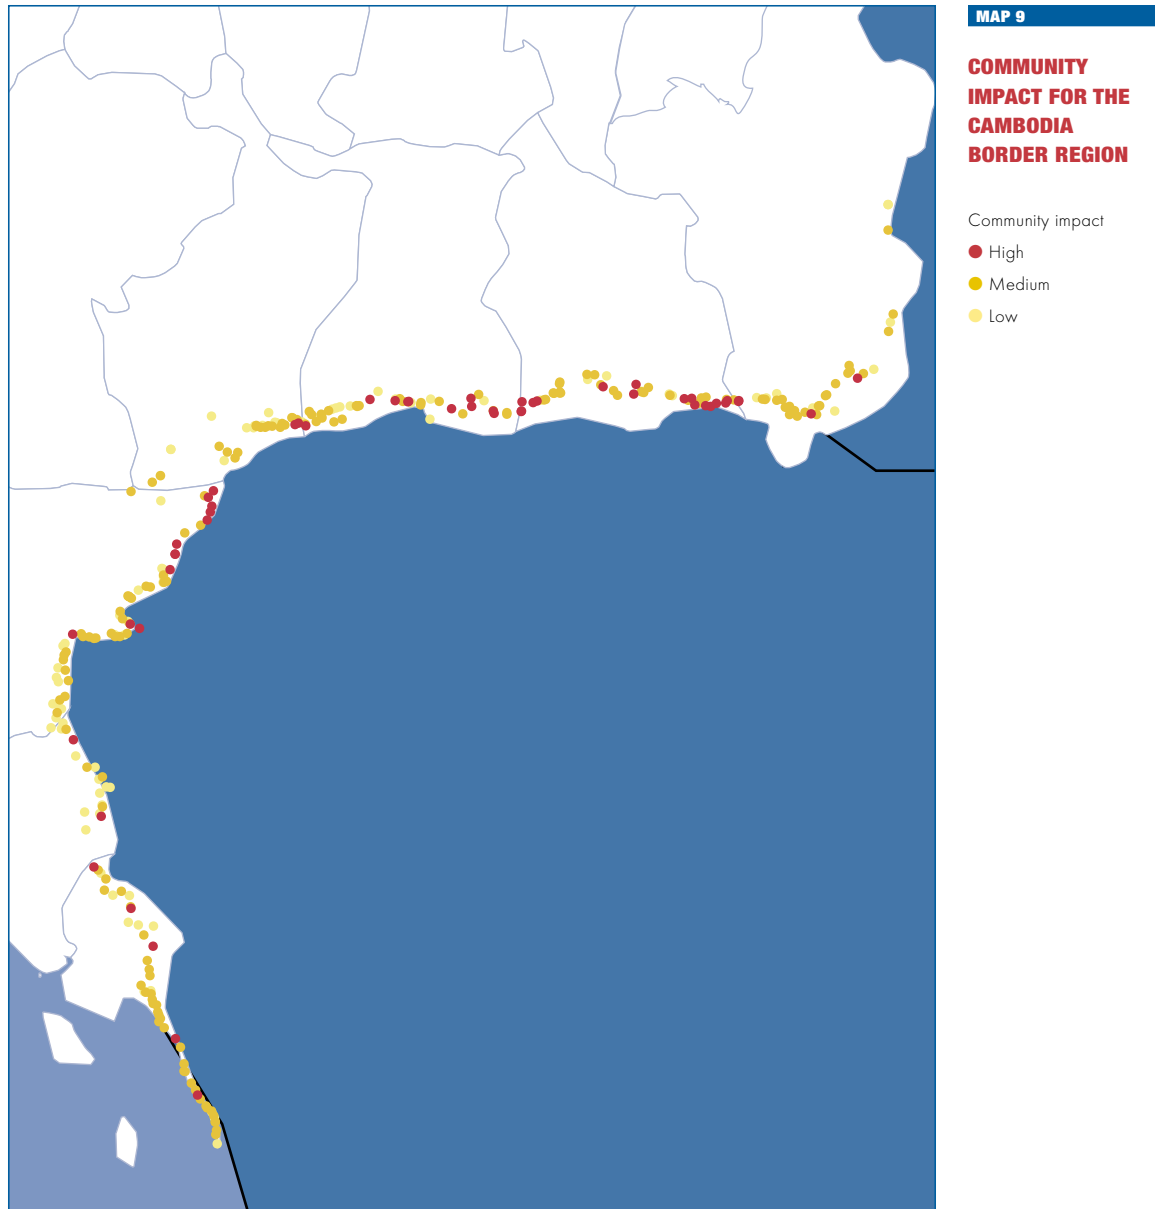 MAP 9
COMMUNITY
IMPACT FOR THE
CAMBODIA
BORDER REGION
Community impact
High
Medium
Low